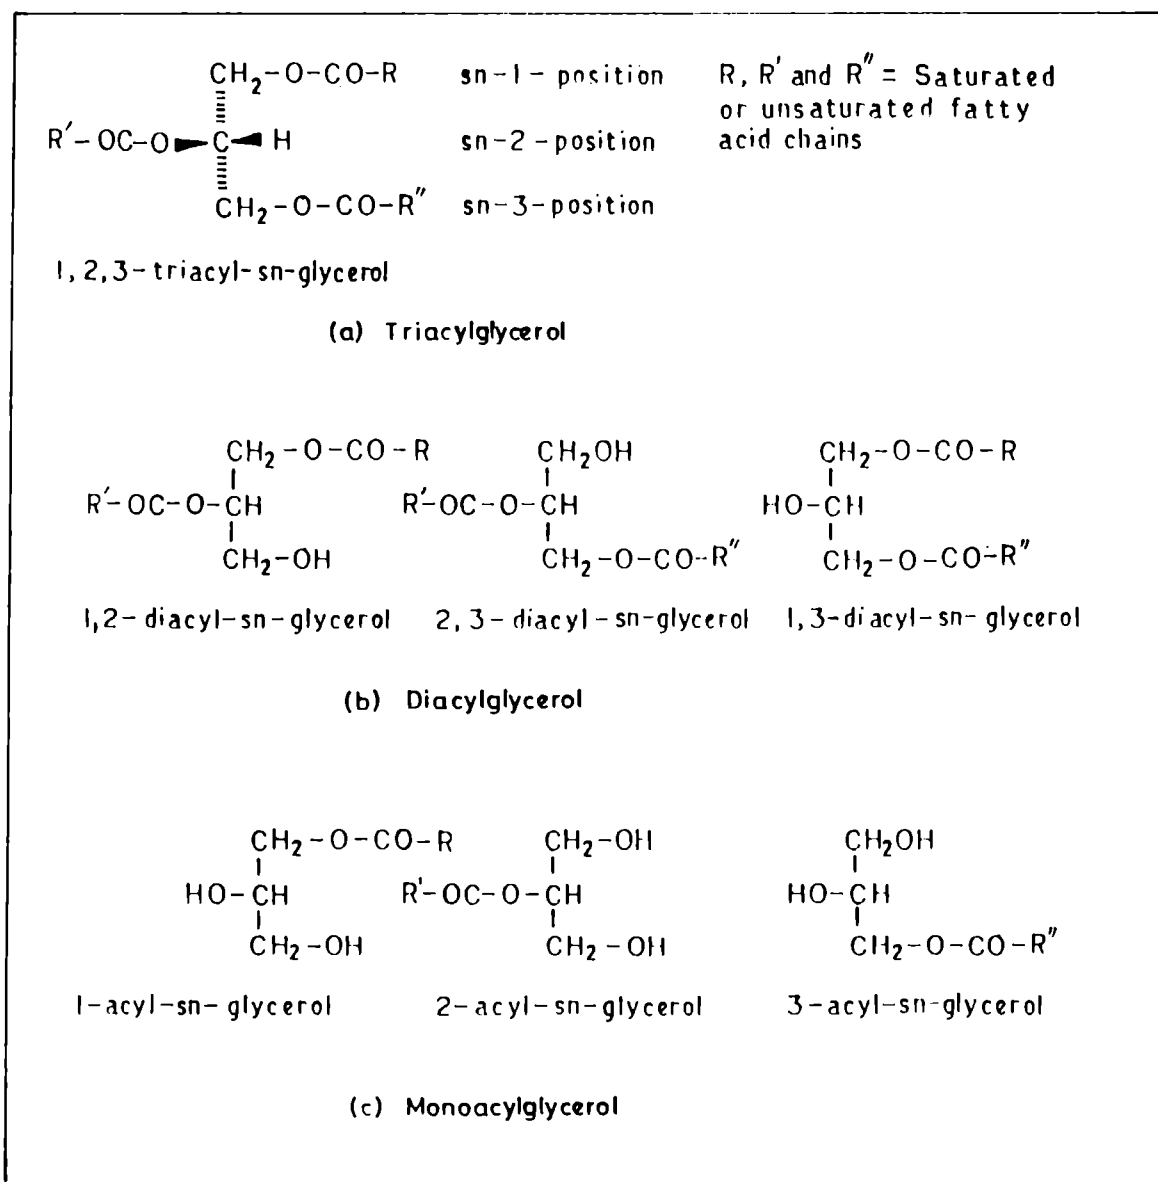 CH₂-O-CO-R sn-1- position R, R' and R" = Saturated
or unsaturated fatty
R'-OC-O C H sn-2-position acid chains
CH₂-O-CO-R" sn-3-position
1,2,3-triacyl-sn-glycerol
(a) Triacylglycerol
CH₂-O-CO-R CH₂OH CH₂-O-CO-R
R'-OC-O-CH R'-OC-O-CH HO-CH
CH₂-OH CH₂-O-CO-R" CH₂-O-CO-R"
1,2-diacyl-sn-glycerol 2,3-diacyl-sn-glycerol 1,3-diacyl-sn-glycerol
(b) Diacylglycerol
CH₂-O-CO-R CH₂-OH CH₂OH
HO-CH R'-OC-O-CH HO-CH
CH₂-OH CH₂-OH CH₂-O-CO-R"
1-acyl-sn-glycerol 2-acyl-sn-glycerol 3-acyl-sn-glycerol
(c) Monoacylglycerol